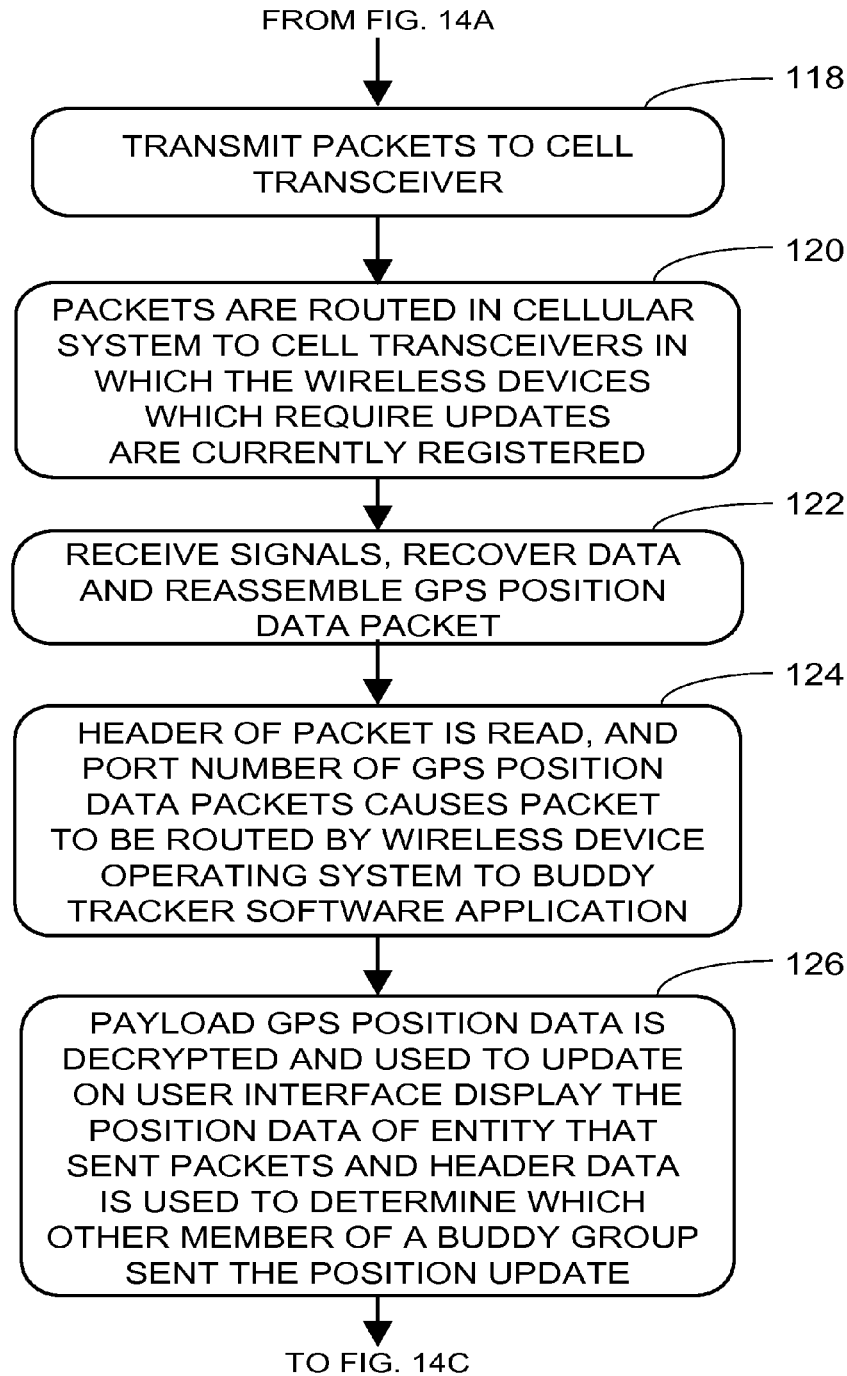 FROM FIG. 14A
118
TRANSMIT PACKETS TO CELL
TRANSCEIVER
120
PACKETS ARE ROUTED IN CELLULAR
SYSTEM TO CELL TRANSCEIVERS IN
WHICH THE WIRELESS DEVICES
WHICH REQUIRE UPDATES
ARE CURRENTLY REGISTERED
122
RECEIVE SIGNALS, RECOVER DATA
AND REASSEMBLE GPS POSITION
DATA PACKET
124
HEADER OF PACKET IS READ, AND
PORT NUMBER OF GPS POSITION
DATA PACKETS CAUSES PACKET
TO BE ROUTED BY WIRELESS DEVICE
OPERATING SYSTEM TO BUDDY
TRACKER SOFTWARE APPLICATION
126
PAYLOAD GPS POSITION DATA IS
DECRYPTED AND USED TO UPDATE
ON USER INTERFACE DISPLAY THE
POSITION DATA OF ENTITY THAT
SENT PACKETS AND HEADER DATA
IS USED TO DETERMINE WHICH
OTHER MEMBER OF A BUDDY GROUP
SENT THE POSITION UPDATE
TO FIG. 14C